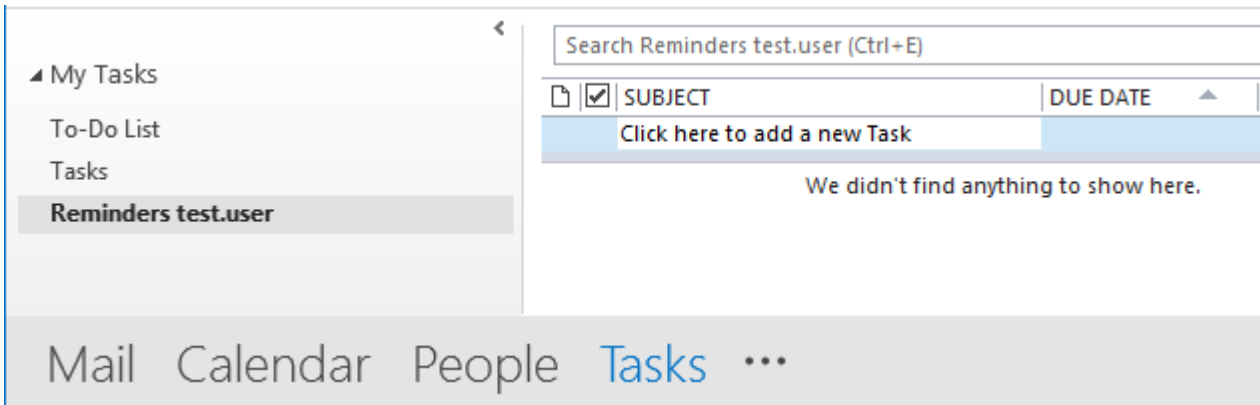 Search Reminders test.user (Ctrl+E)
My Tasks
SUBJECT DUE DATE
To-Do List
Click here to add a new Task
Tasks
We didn't find anything to show here.
Reminders test.user
Mail Calendar People Tasks •••